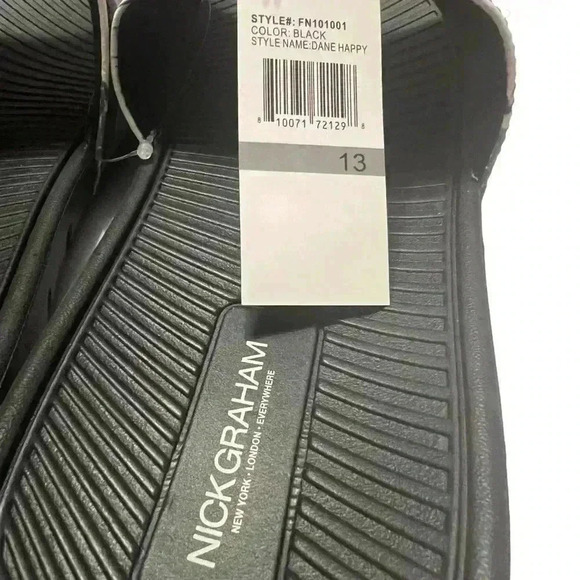 STYLE#: FN101001
COLOR: BLACK
STYLE NAME:DANE HAPPY
8 10071 72129 8
13
NICKGRAHAM
NEW YORK • LONDON • EVERYWHERE